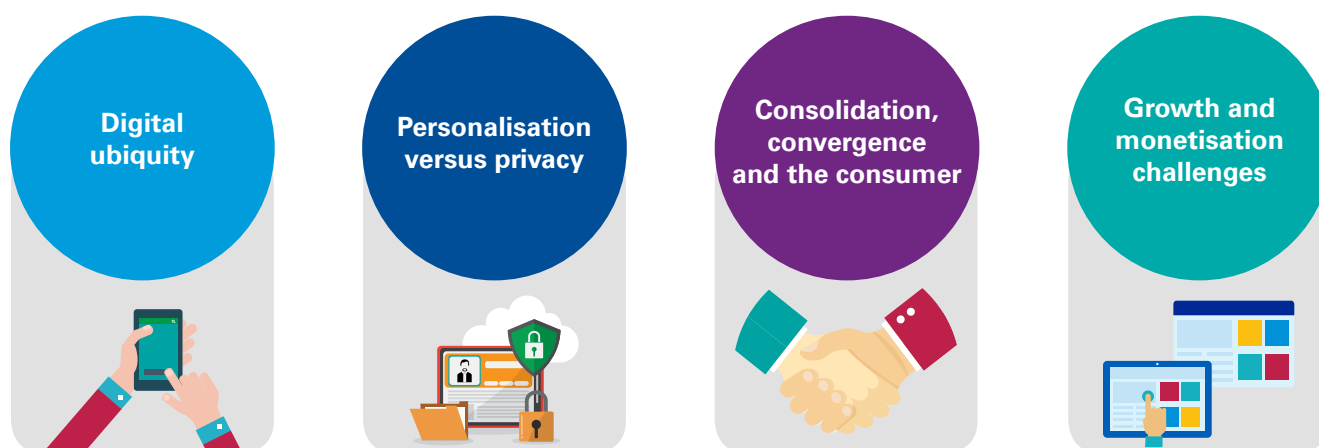 Digital
ubiquity
Personalisation
versus privacy
Consolidation,
convergence
and the consumer
Growth and
monetisation
challenges